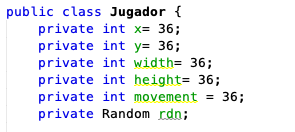 public class Jugador {
private int x= 36;
private int y= 36;
private int width= 36;
private int height= 36;
private int movement = 36;
private Random rdn;